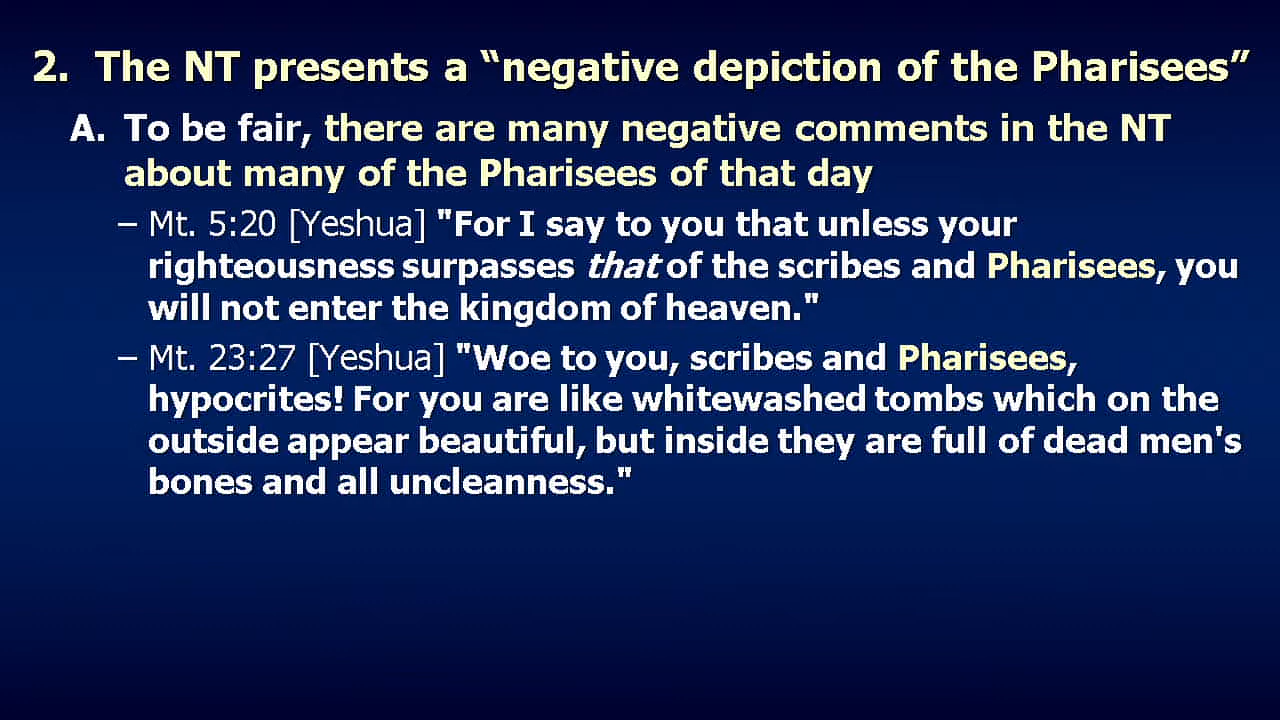 2. The NT presents a “negative depiction of the Pharisees”
A. To be fair, there are many negative comments in the NT
about many of the Pharisees of that day
– Mt. 5:20 [Yeshua] "For I say to you that unless your
righteousness surpasses that of the scribes and Pharisees, you
will not enter the kingdom of heaven."
– Mt. 23:27 [Yeshua] "Woe to you, scribes and Pharisees,
hypocrites! For you are like whitewashed tombs which on the
outside appear beautiful, but inside they are full of dead men's
bones and all uncleanness."